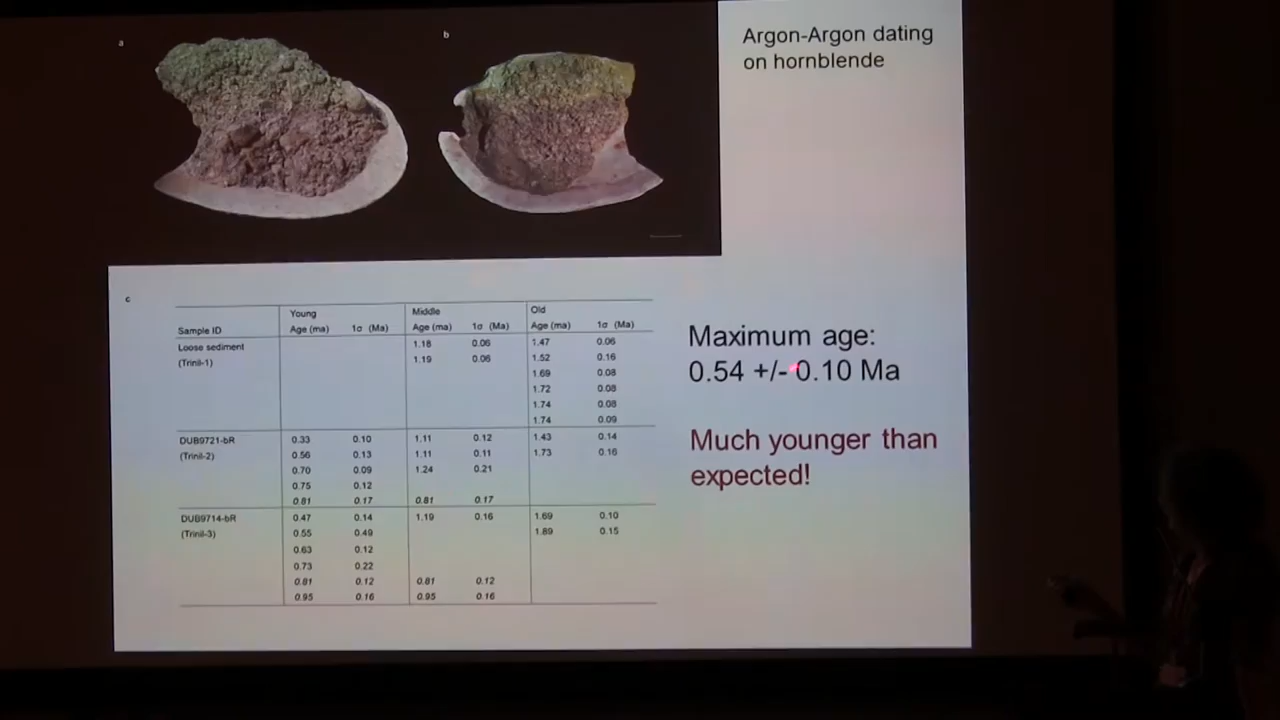 a
b
Argon-Argon dating
on hornblende
c
Young Middle Old
Sample ID Age (ma) 1σ (Ma) Age (ma) 1σ (Ma) Age (ma) 1σ (Ma)
Loose sediment 1.18 0.06 1.47 0.06
(Trinil-1) 1.19 0.06 1.52 0.16
1.69 0.08
1.72 0.08
1.74 0.08
1.74 0.09
DUB9721-bR 0.33 0.10 1.11 0.12 1.43 0.14
(Trinil-2) 0.56 0.13 1.11 0.11 1.73 0.16
0.70 0.09 1.24 0.21
0.75 0.12
0.81 0.17 0.81 0.17
DUB9714-bR 0.47 0.14 1.19 0.16 1.69 0.10
(Trinil-3) 0.55 0.49 1.89 0.15
0.63 0.12
0.73 0.22
0.81 0.12 0.81 0.12
0.95 0.16 0.95 0.16
Maximum age:
0.54 +/- 0.10 Ma
Much younger than
expected!